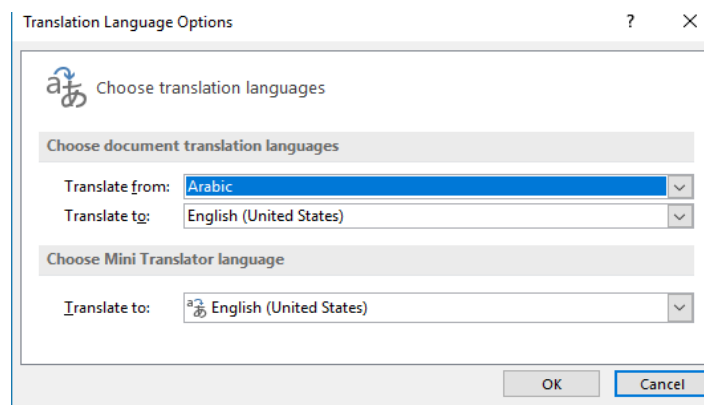 Translation Language Options
Choose translation languages
Choose document translation languages
Translate from: Arabic
Translate to: English (United States)
Choose Mini Translator language
Translate to: English (United States)
OK Cancel